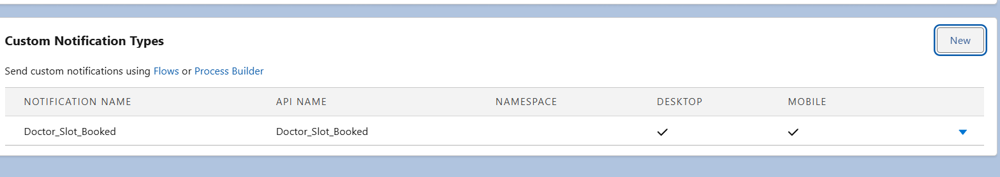 Custom Notification Types
New
Send custom notifications using Flows or Process Builder
NOTIFICATION NAME API NAME NAMESPACE DESKTOP MOBILE
Doctor_Slot_Booked Doctor_Slot_Booked